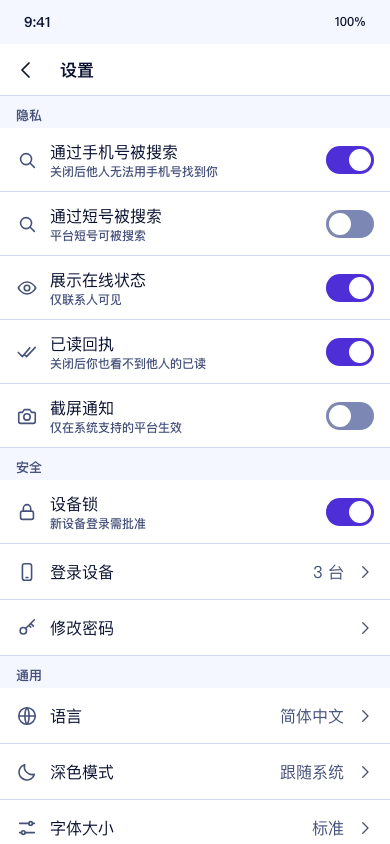 9:41
100%
设置
隐私
通过手机号被搜索
关闭后他人无法用手机号找到你
通过短号被搜索
平台短号可被搜索
展示在线状态
仅联系人可见
已读回执
关闭后你也看不到他人的已读
截屏通知
仅在系统支持的平台生效
安全
设备锁
新设备登录需批准
登录设备
3 台
修改密码
通用
语言
简体中文
深色模式
跟随系统
字体大小
标准